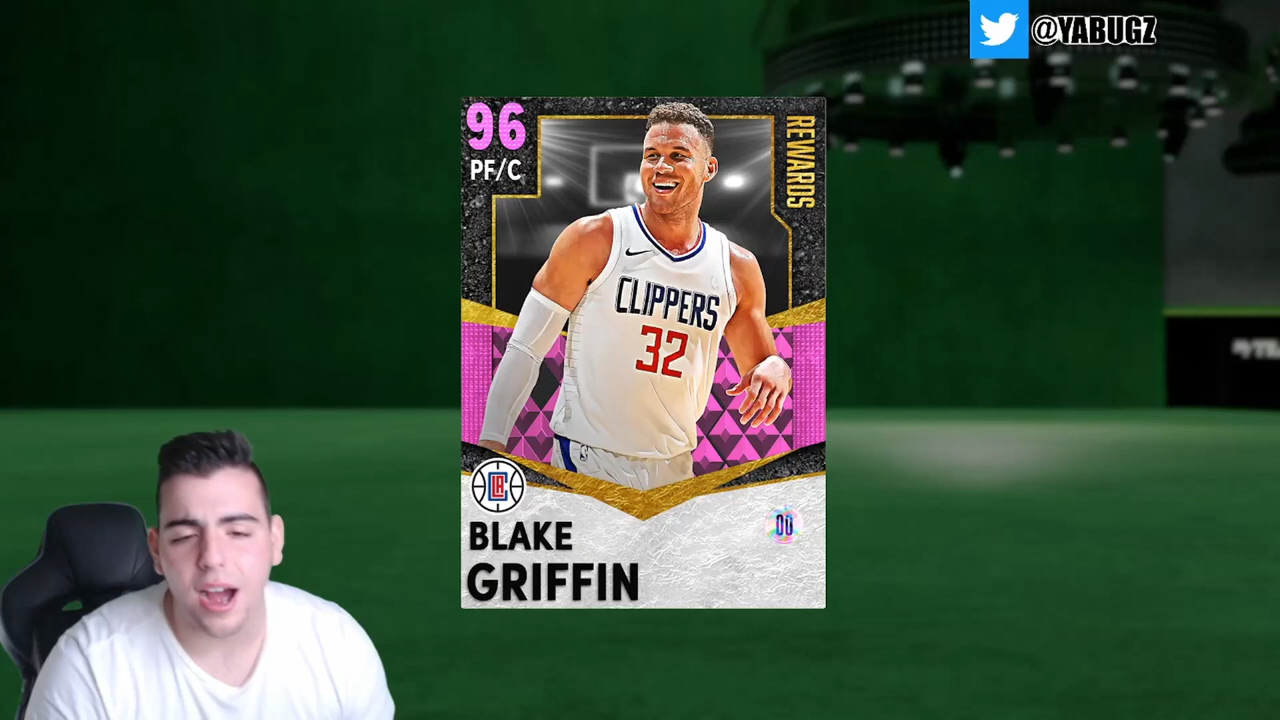 @YABUGZ
96
PF/C
REWARDS
CLIPPERS
32
BLAKE
GRIFFIN